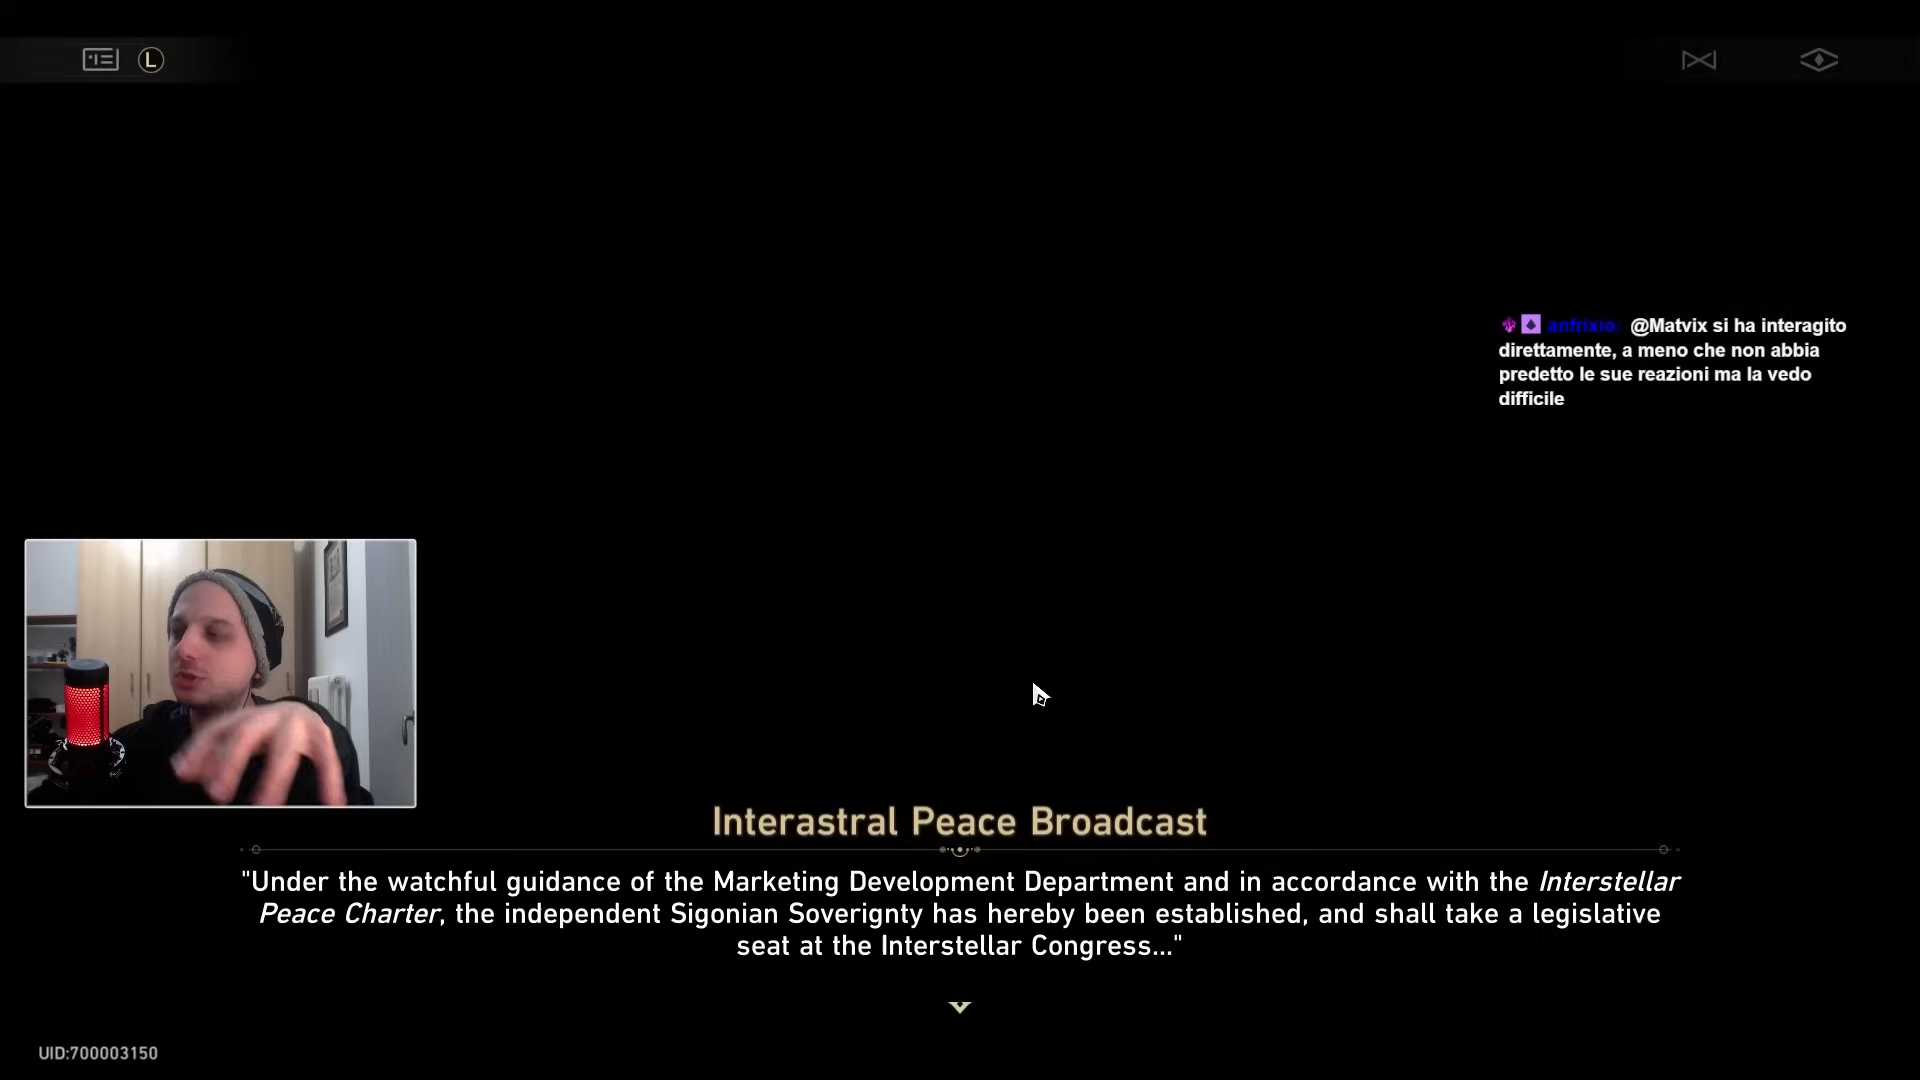 L
anfrixio: @Matvix si ha interagito
direttamente, a meno che non abbia
predetto le sue reazioni ma la vedo
difficile
Interastral Peace Broadcast
"Under the watchful guidance of the Marketing Development Department and in accordance with the Interstellar
Peace Charter, the independent Sigonian Soverignty has hereby been established, and shall take a legislative
seat at the Interstellar Congress..."
UID:700003150